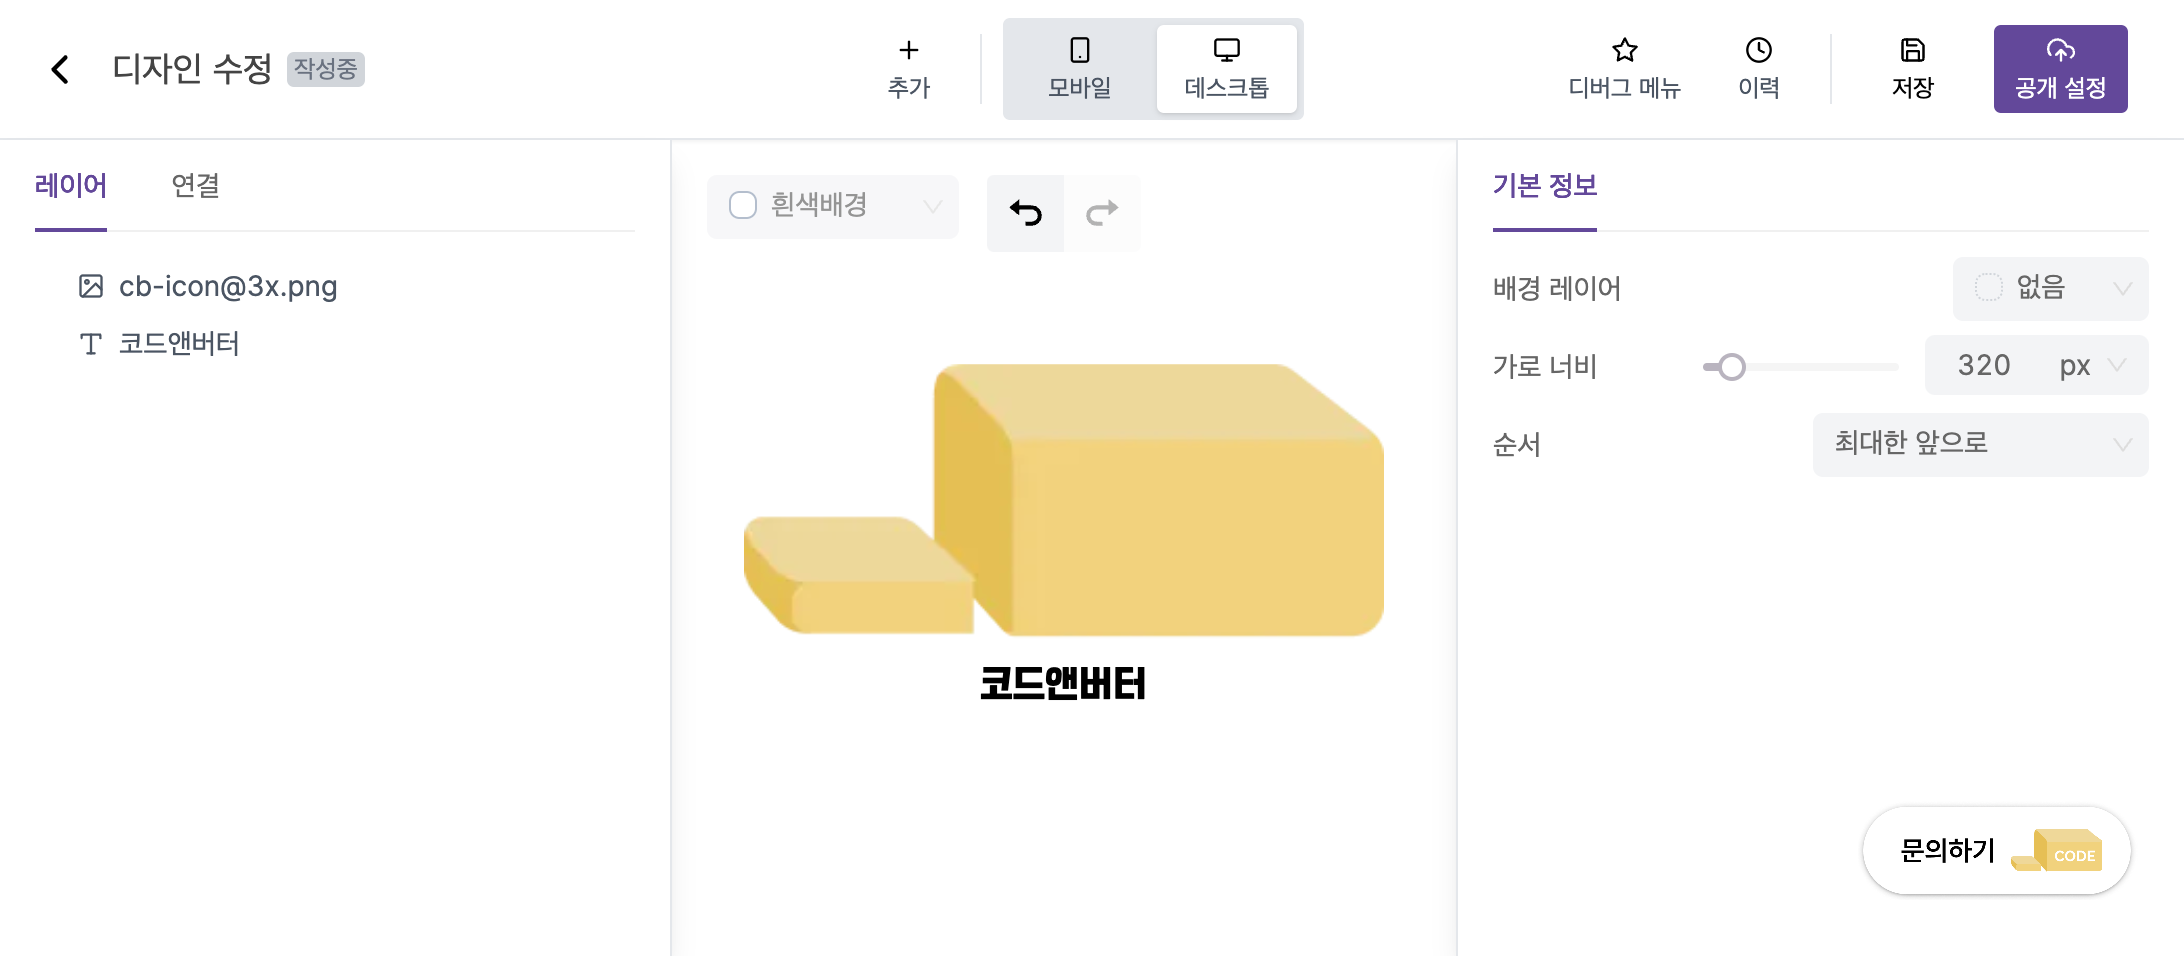 디자인 수정 작성중
추가
모바일
데스크톱
디버그 메뉴
이력
저장
공개 설정
레이어 연결
cb-icon@3x.png
코드앤버터
흰색배경
코드앤버터
기본 정보
배경 레이어 없음
가로 너비 320 px
순서 최대한 앞으로
문의하기 CODE